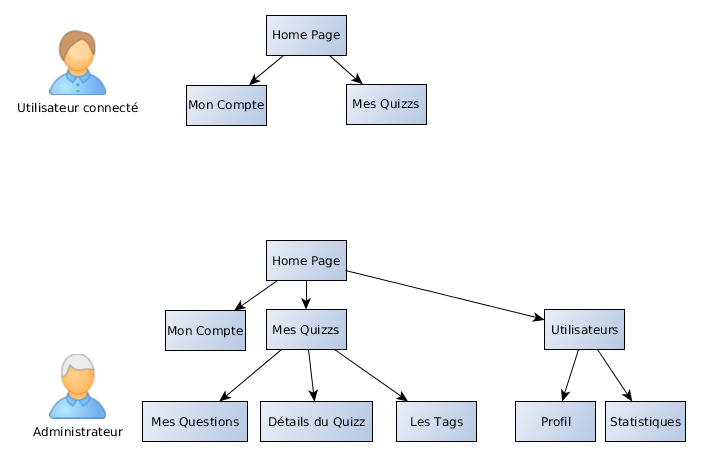 Home Page
Utilisateur connecté
Mon Compte
Mes Quizzs
Home Page
Mon Compte
Mes Quizzs
Utilisateurs
Administrateur
Mes Questions
Détails du Quizz
Les Tags
Profil
Statistiques